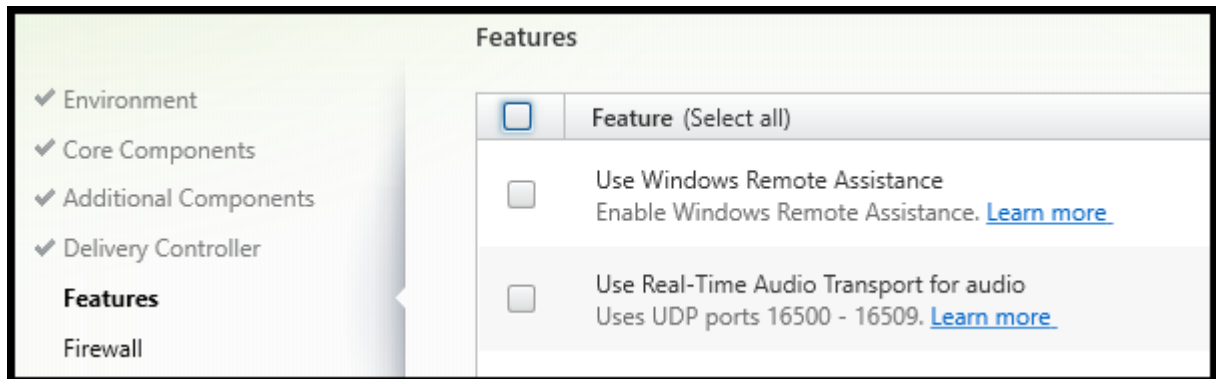 Features
✔ Environment
✔ Core Components
✔ Additional Components
✔ Delivery Controller
Features
Firewall
Feature (Select all)
Use Windows Remote Assistance
Enable Windows Remote Assistance. Learn more
Use Real-Time Audio Transport for audio
Uses UDP ports 16500 - 16509. Learn more